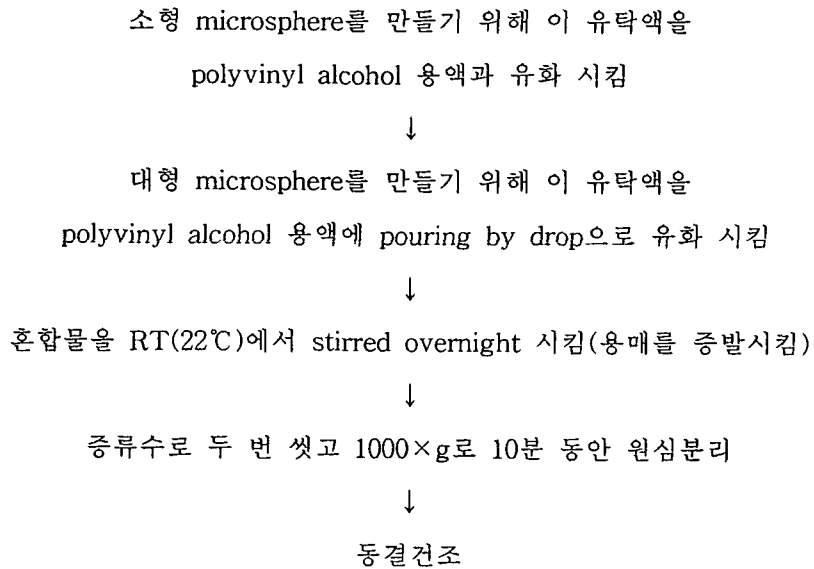 소형 microsphere를 만들기 위해 이 유탁액을
polyvinyl alcohol 용액과 유화 시킴
↓
대형 microsphere를 만들기 위해 이 유탁액을
polyvinyl alcohol 용액에 pouring by drop으로 유화 시킴
↓
혼합물을 RT(22℃)에서 stirred overnight 시킴(용매를 증발시킴)
↓
증류수로 두 번 씻고 1000×g로 10분 동안 원심분리
↓
동결건조